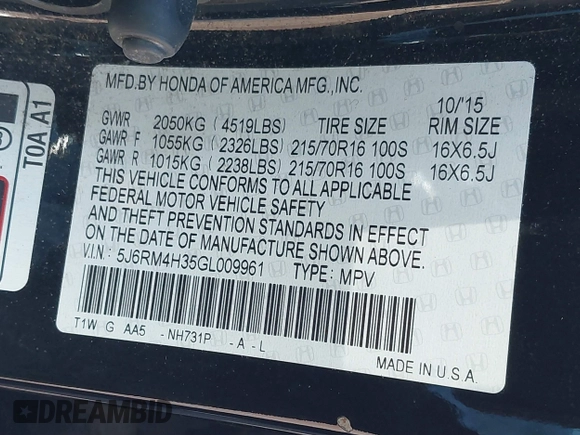 TOA A1
MFD.BY HONDA OF AMERICA MFG.,INC.
10/'15
GVWR 2050KG ( 4519LBS) TIRE SIZE RIM SIZE
GAWR F 1055KG ( 2326LBS) 215/70R16 100S 16X6.5J
GAWR R 1015KG ( 2238LBS) 215/70R16 100S 16X6.5J
THIS VEHICLE CONFORMS TO ALL APPLICABLE
FEDERAL MOTOR VEHICLE SAFETY
AND THEFT PREVENTION STANDARDS IN EFFECT
ON THE DATE OF MANUFACTURE SHOWN ABOVE.
V.I.N: 5J6RM4H35GL009961 TYPE: MPV
T1W G AA5 -NH731P -A -L
MADE IN U.S.A.
DREAMBID